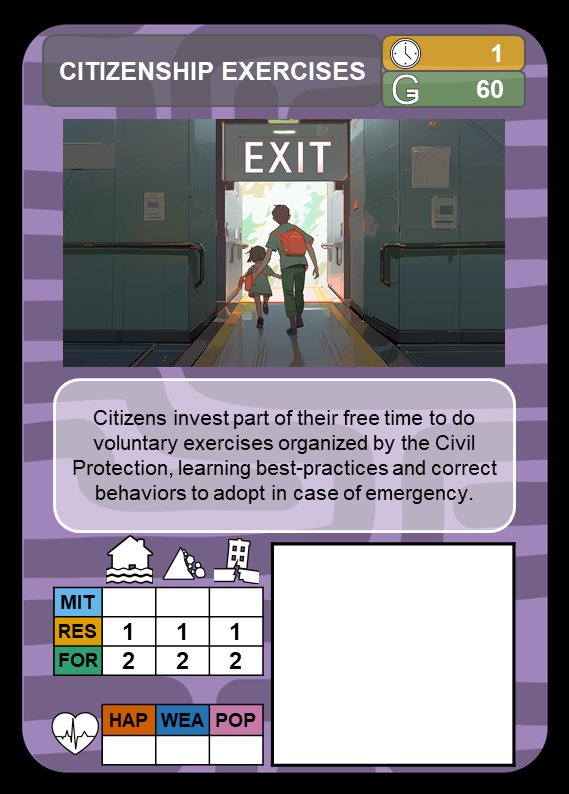 CITIZENSHIP EXERCISES
1
G 60
EXIT
Citizens invest part of their free time to do
voluntary exercises organized by the Civil
Protection, learning best-practices and correct
behaviors to adopt in case of emergency.
MIT
RES 1 1 1
FOR 2 2 2
HAP WEA POP